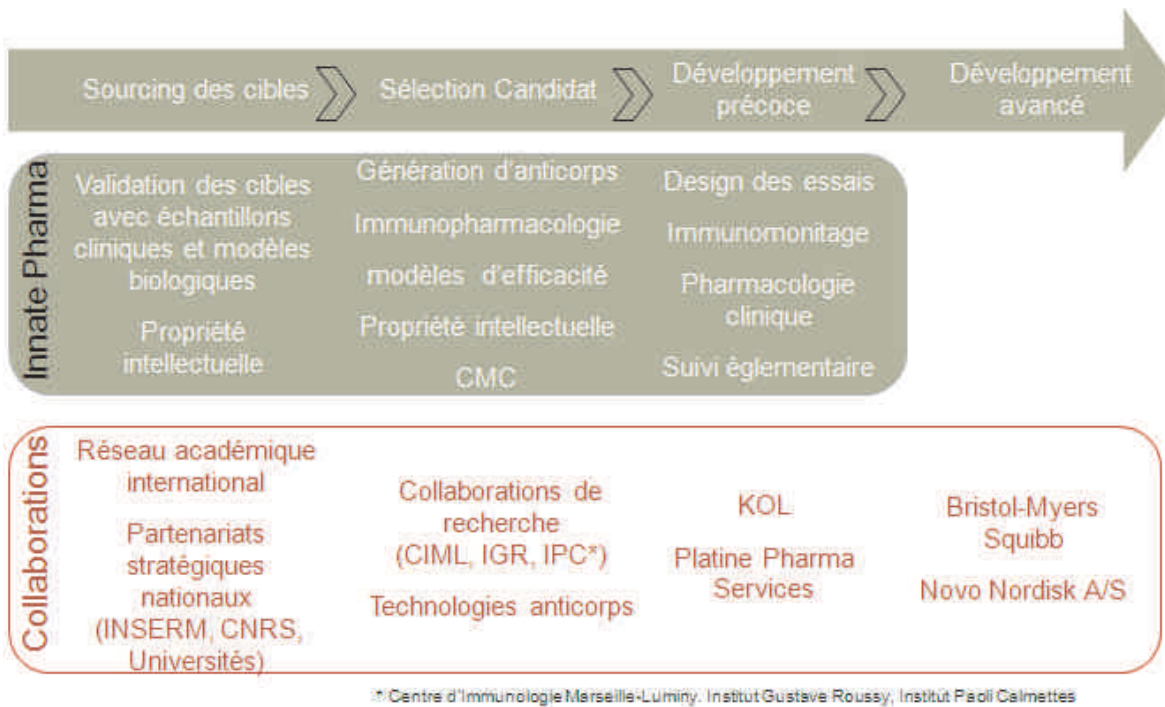 Sourcing des cibles
Sélection Candidat
Développement
précoce
Développement
avancé
Innate Pharma
Validation des cibles
avec échantillons
cliniques et modèles
biologiques
Propriété
intellectuelle
Génération d'anticorps
Immunopharmacologie
modèles d'efficacité
Propriété intellectuelle
CMC
Design des essais
Immunomonitage
Pharmacologie
clinique
Suivi églementaire
Collaborations
Réseau académique
international
Partenariats
stratégiques
nationaux
(INSERM, CNRS,
Universités)
Collaborations de
recherche
(CIML, IGR, IPC*)
Technologies anticorps
KOL
Platine Pharma
Services
Bristol-Myers
Squibb
Novo Nordisk A/S
* Centre d'Immunologie Marseille-Luminy. Institut Gustave Roussy, Institut Paoli Calmettes